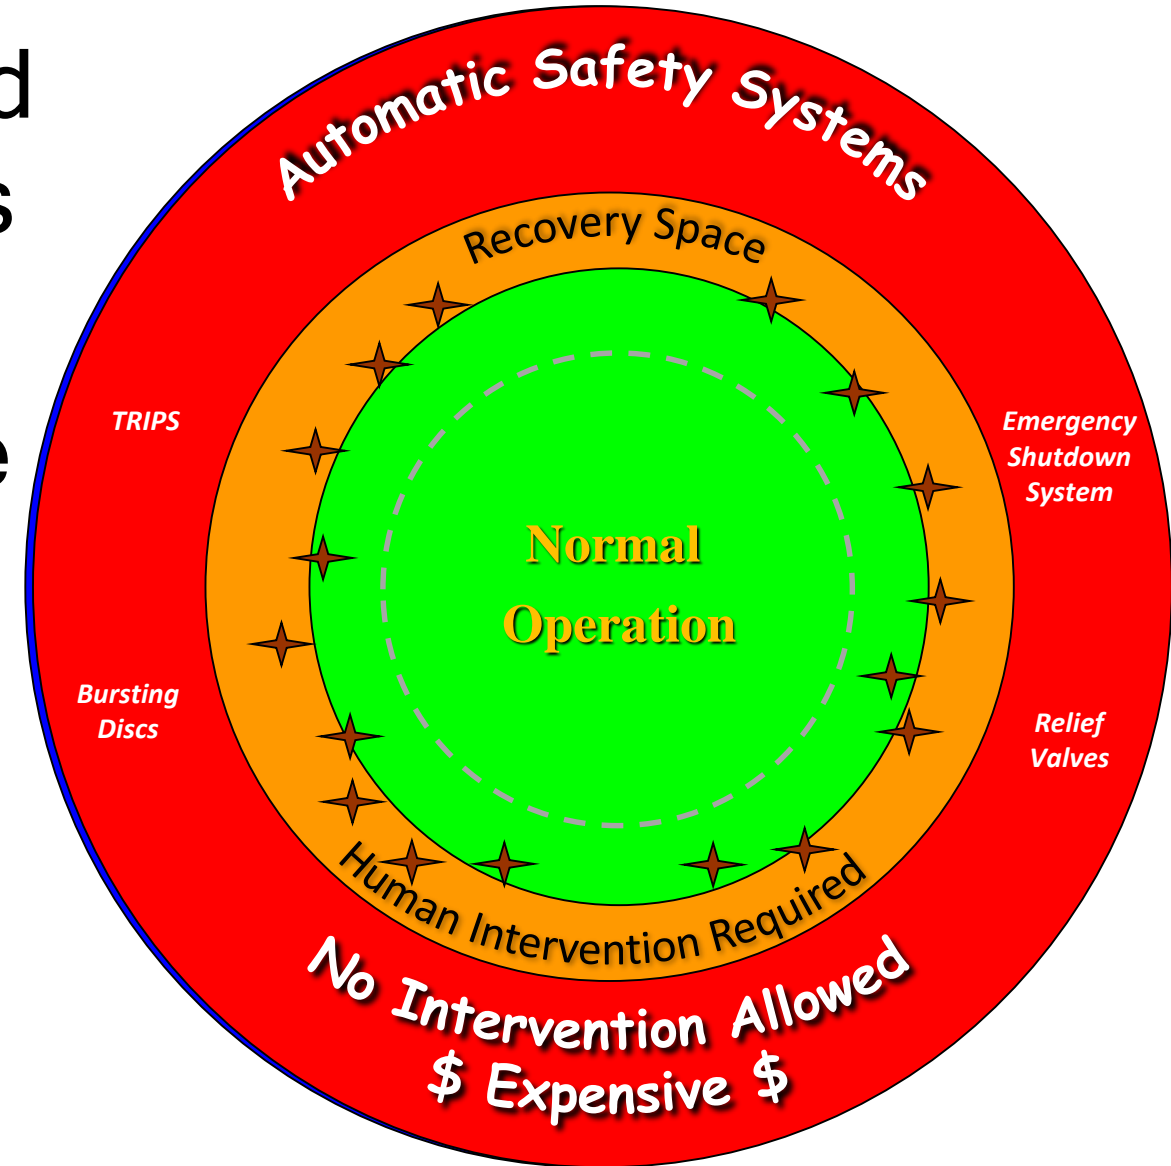 d
s
e
Automatic Safety Systems
Recovery Space
TRIPS
Emergency
Shutdown
System
Normal
Operation
Bursting
Discs
Relief
Valves
Human Intervention Required
No Intervention Allowed
$ Expensive $